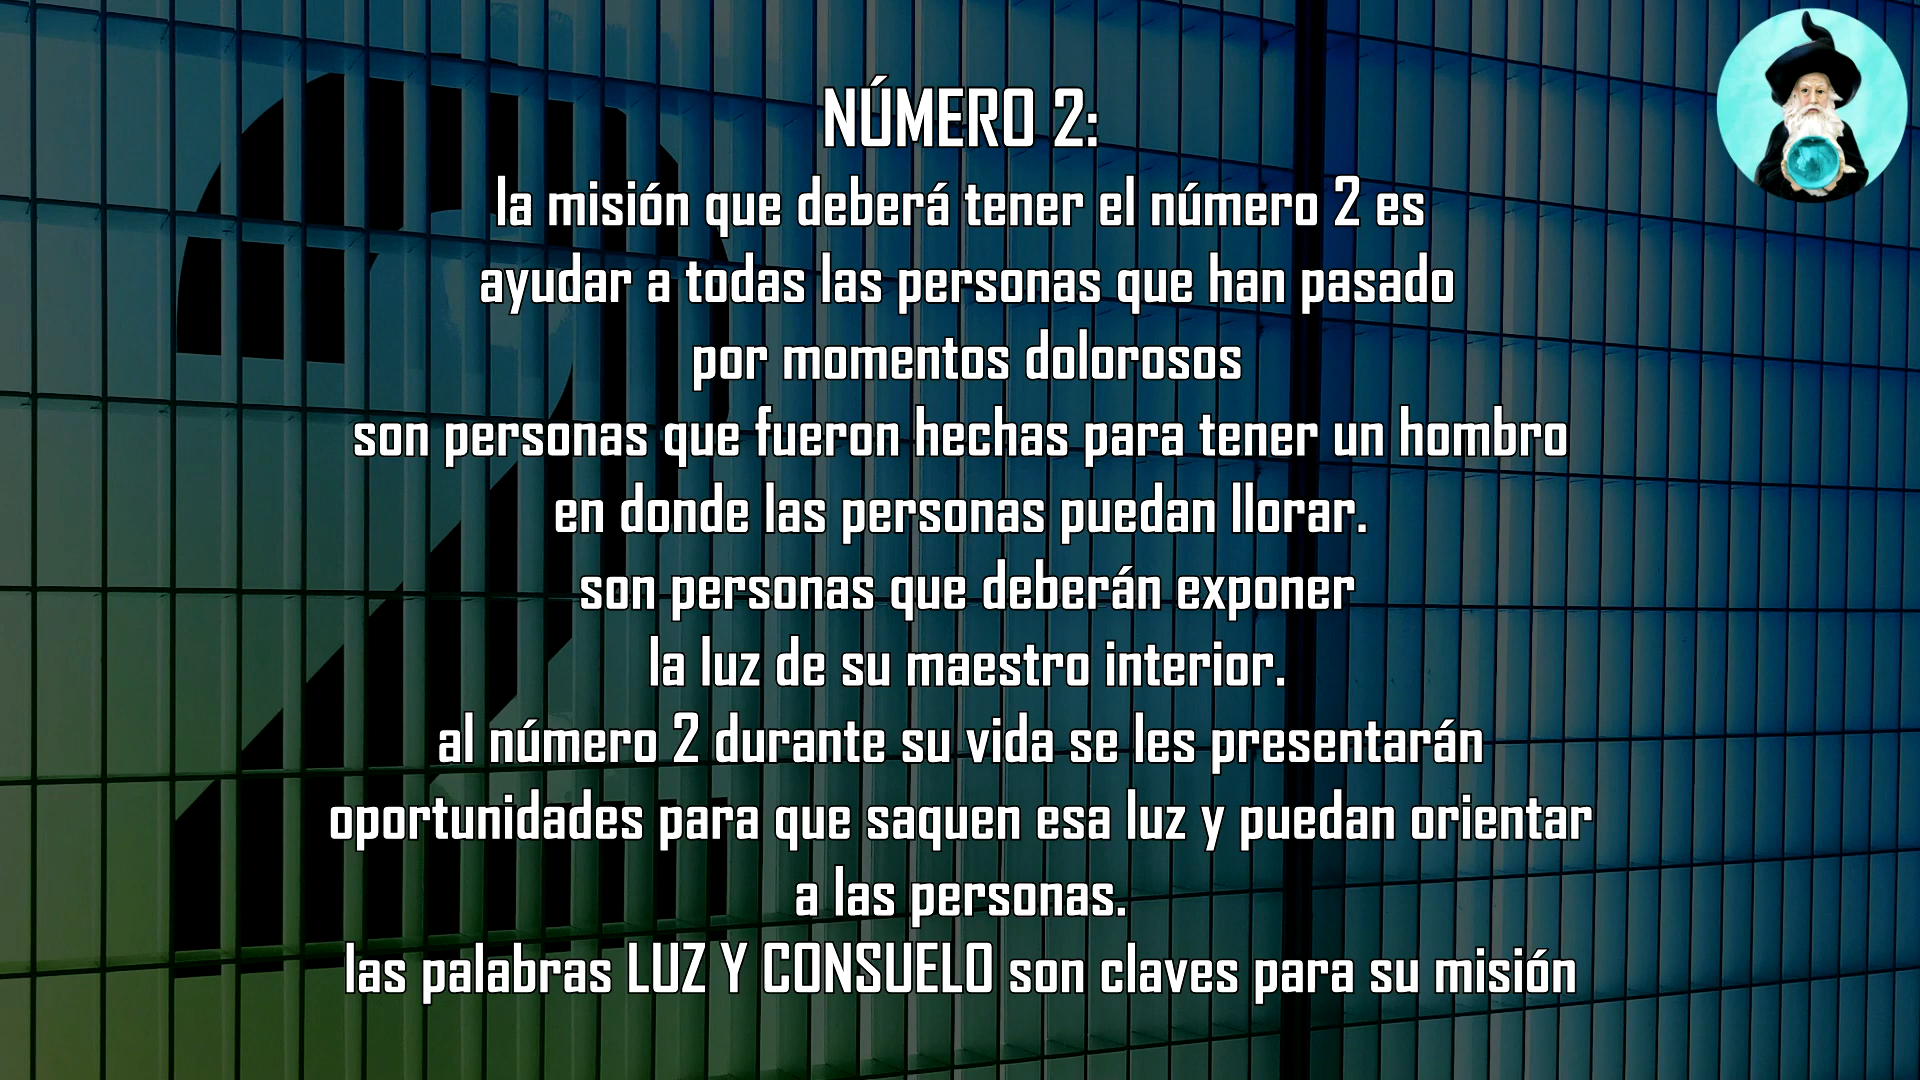 NÚMERO 2:
la misión que deberá tener el número 2 es
ayudar a todas las personas que han pasado
por momentos dolorosos
son personas que fueron hechas para tener un hombro
en donde las personas puedan llorar.
son personas que deberán exponer
la luz de su maestro interior.
al número 2 durante su vida se les presentarán
oportunidades para que saquen esa luz y puedan orientar
a las personas.
las palabras LUZ Y CONSUELO son claves para su misión